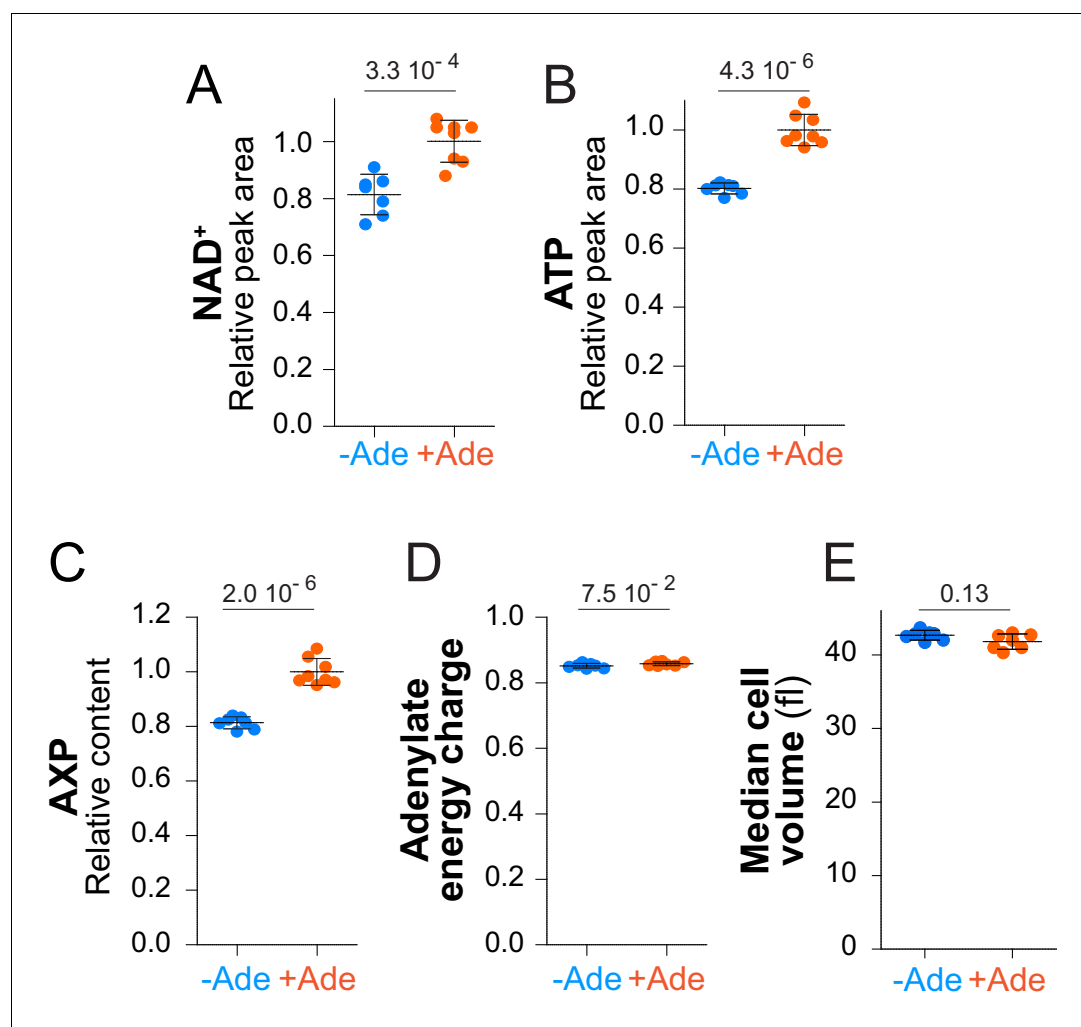 A
3.3 10⁻⁴
NAD⁺
Relative peak area
1.0
0.8
0.6
0.4
0.2
0.0
-Ade +Ade
B
4.3 10⁻⁶
ATP
Relative peak area
1.0
0.8
0.6
0.4
0.2
0.0
-Ade +Ade
C
2.0 10⁻⁶
AXP
Relative content
1.2
1.0
0.8
0.6
0.4
0.2
0.0
-Ade +Ade
D
7.5 10⁻²
Adenylate
energy charge
1.0
0.8
0.6
0.4
0.2
0.0
-Ade +Ade
E
0.13
Median cell
volume (fl)
40
30
20
10
0
-Ade +Ade